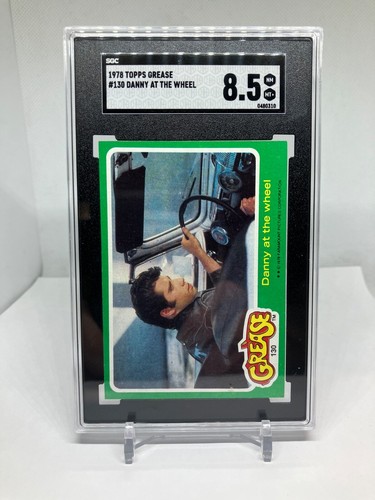 SGC
1978 TOPPS GREASE
#130 DANNY AT THE WHEEL
8.5
NM
MT+
0480310
Danny at the wheel
GREASE™
130